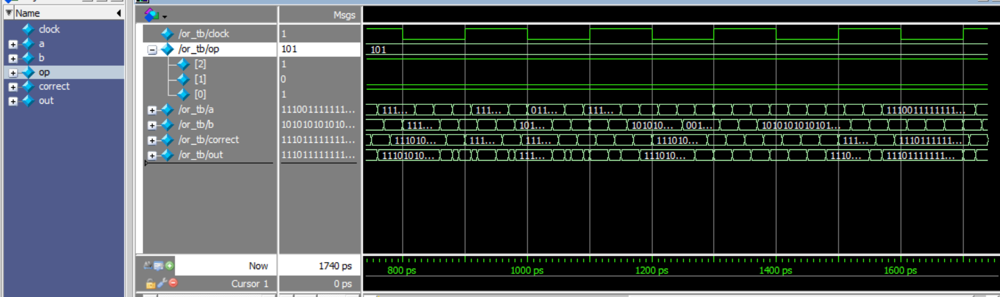 Name
Msgs
clock
a
b
op
correct
out
/or_tb/clock 1
/or_tb/op 101 101
[2] 1
[1] 0
[0] 1
/or_tb/a 111001111111... 111... 111... 011... 111... 1110011111111...
/or_tb/b 101010101010... 111... 101... 101010... 001... 1010101010101...
/or_tb/correct 111011111111... 111010... 111... 111... 111010... 111... 1110111111...
/or_tb/out 111011111111... 11101010... 111... 111010... 1110... 11101111111...
Now 1740 ps 800 ps 1000 ps 1200 ps 1400 ps 1600 ps
Cursor 1 0 ps